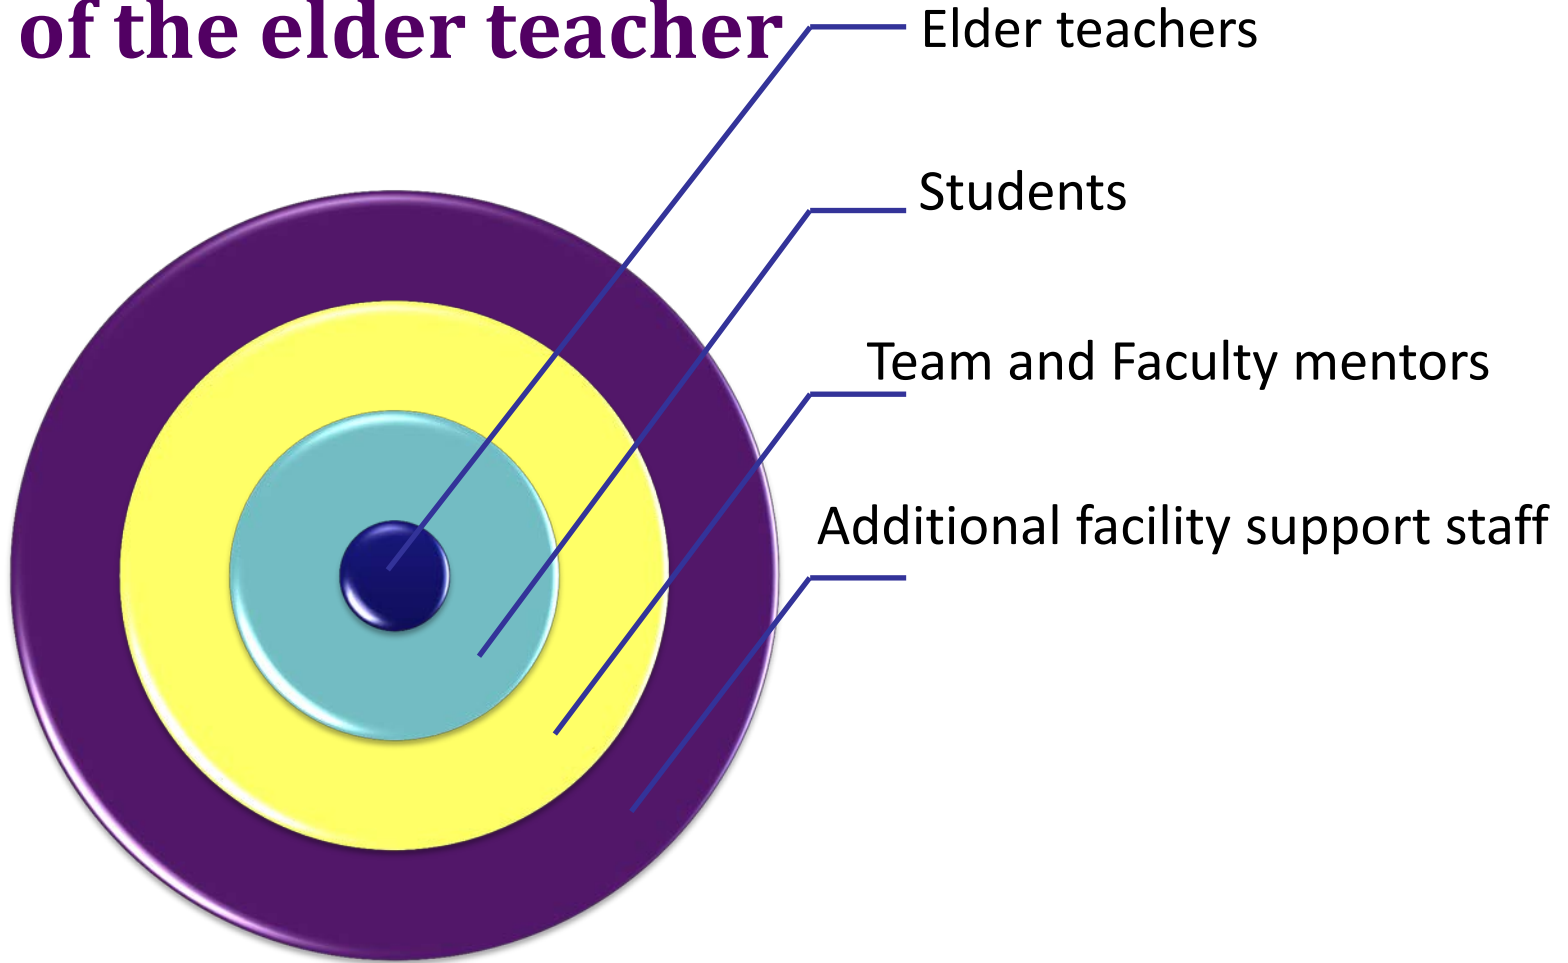 of the elder teacher
Elder teachers
Students
Team and Faculty mentors
Additional facility support staff